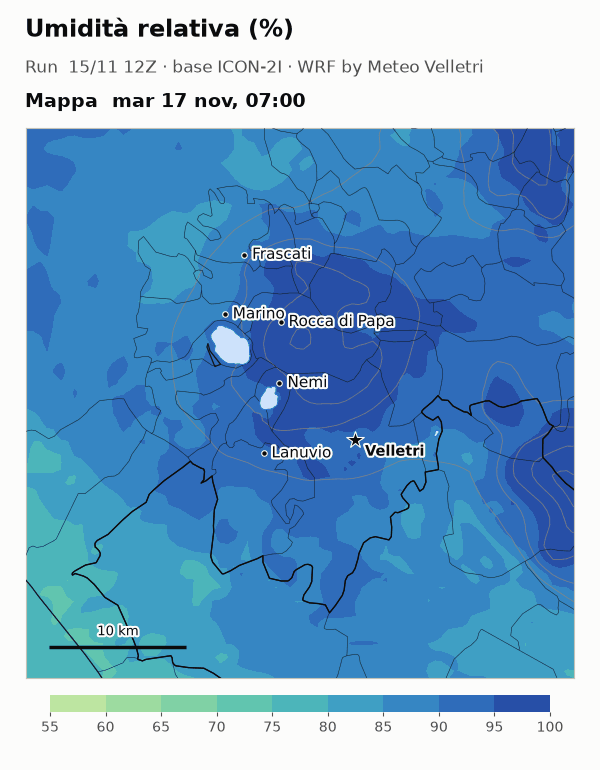 Umidità relativa (%)
Run  15/11 12Z · base ICON-2I · WRF by Meteo Velletri
Mappa  mar 17 nov, 07:00
Frascati
Marino
Rocca di Papa
Nemi
Velletri
Lanuvio
10 km
55 60 65 70 75 80 85 90 95 100